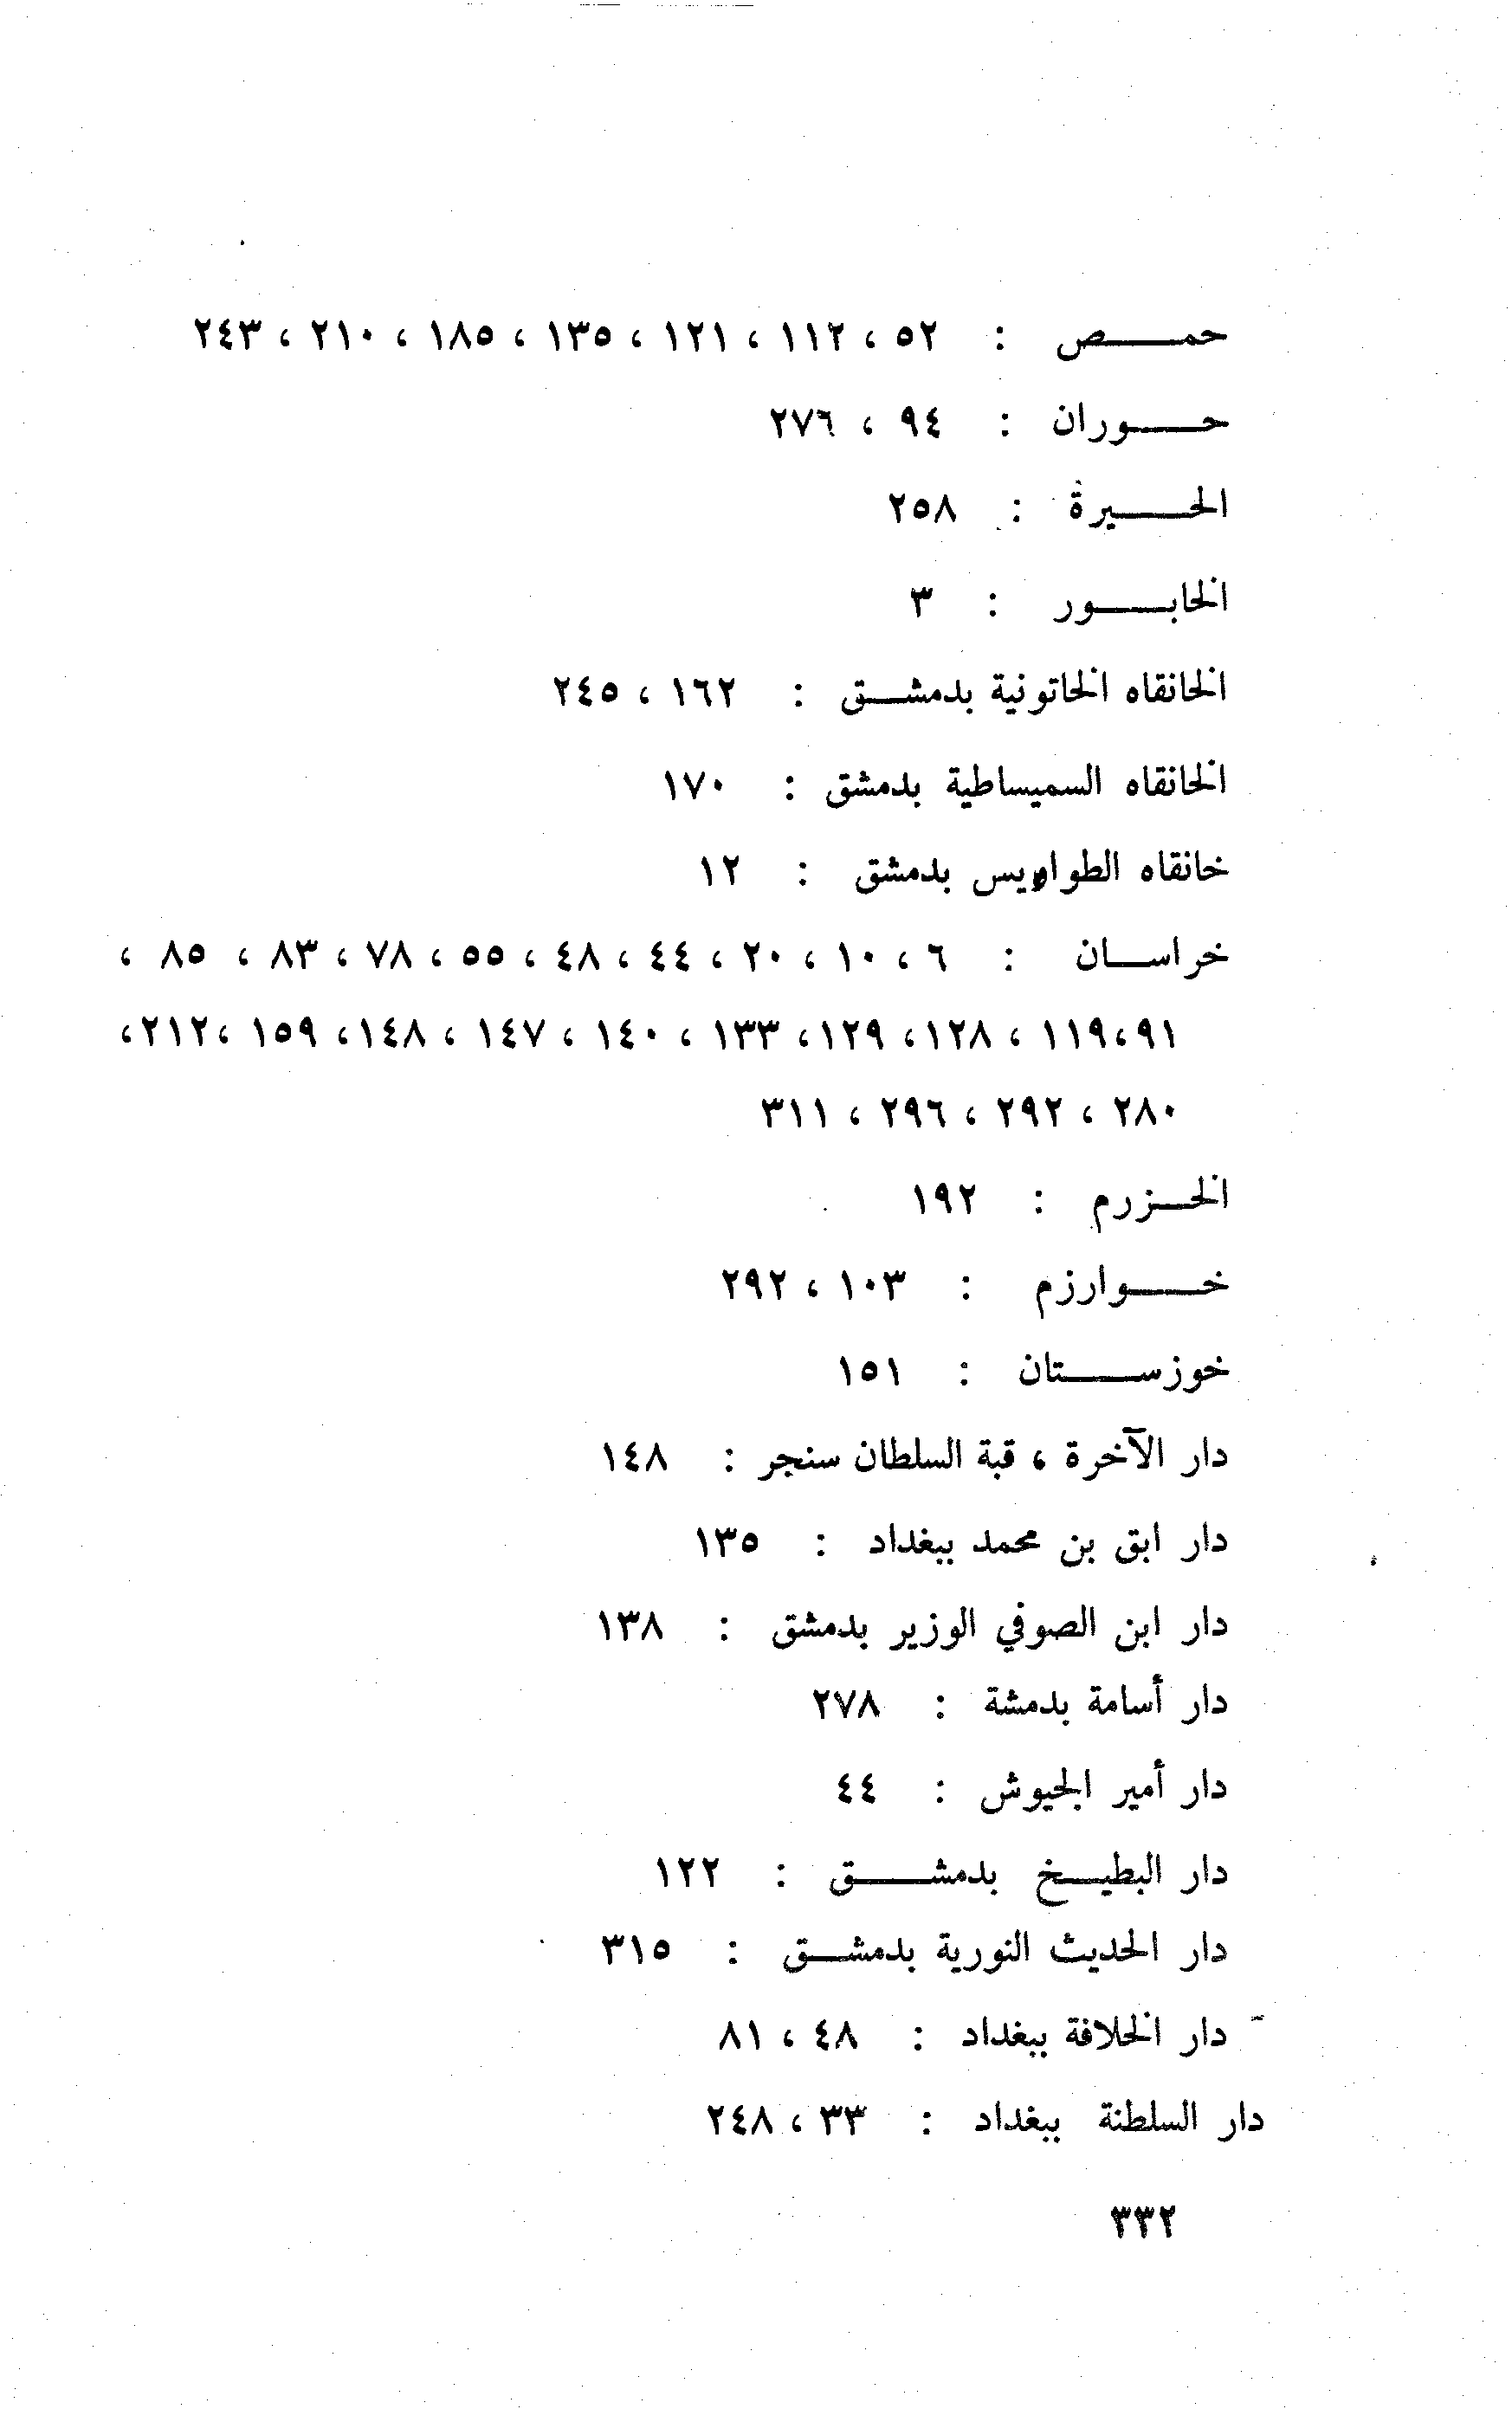 حمص : ٥٢ ، ١١٢ ، ١٢١ ، ١٣٥ ، ١٨٥ ، ٢١٠ ، ٢٤٣
حوران : ٩٤ ، ٢٧٦
الحيرة : ٢٥٨
الخابور : ٣
الخانقاه الخاتونية بدمشق : ١٦٢ ، ٢٤٥
الخانقاه السميساطية بدمشق : ١٧٠
خانقاه الطواويس بدمشق : ١٢
خراسان : ٦ ، ١٠ ، ٢٠ ، ٤٤ ، ٤٨ ، ٥٥ ، ٧٨ ، ٨٣ ، ٨٥ ،
٩١،١١٩ ، ١٢٨، ١٢٩، ١٣٣ ، ١٤٠ ، ١٤٧ ، ١٤٨، ١٥٩ ،٢١٢،
٢٨٠ ، ٢٩٢ ، ٢٩٦ ، ٣١١
الخزرم : ١٩٢
خوارزم : ١٠٣ ، ٢٩٢
خوزستان : ١٥١
دار الآخرة ، قبة السلطان سنجر : ١٤٨
دار ابق بن محمد ببغداد : ١٣٥
دار ابن الصوفي الوزير بدمشق : ١٣٨
دار أسامة بدمشة : ٢٧٨
دار أمير الجيوش : ٤٤
دار البطيخ بدمشق : ١٢٢
دار الحديث النورية بدمشق : ٣١٥
دار الخلافة ببغداد : ٤٨ ، ٨١
دار السلطنة ببغداد : ٣٣ ، ٢٤٨
٣٣٢